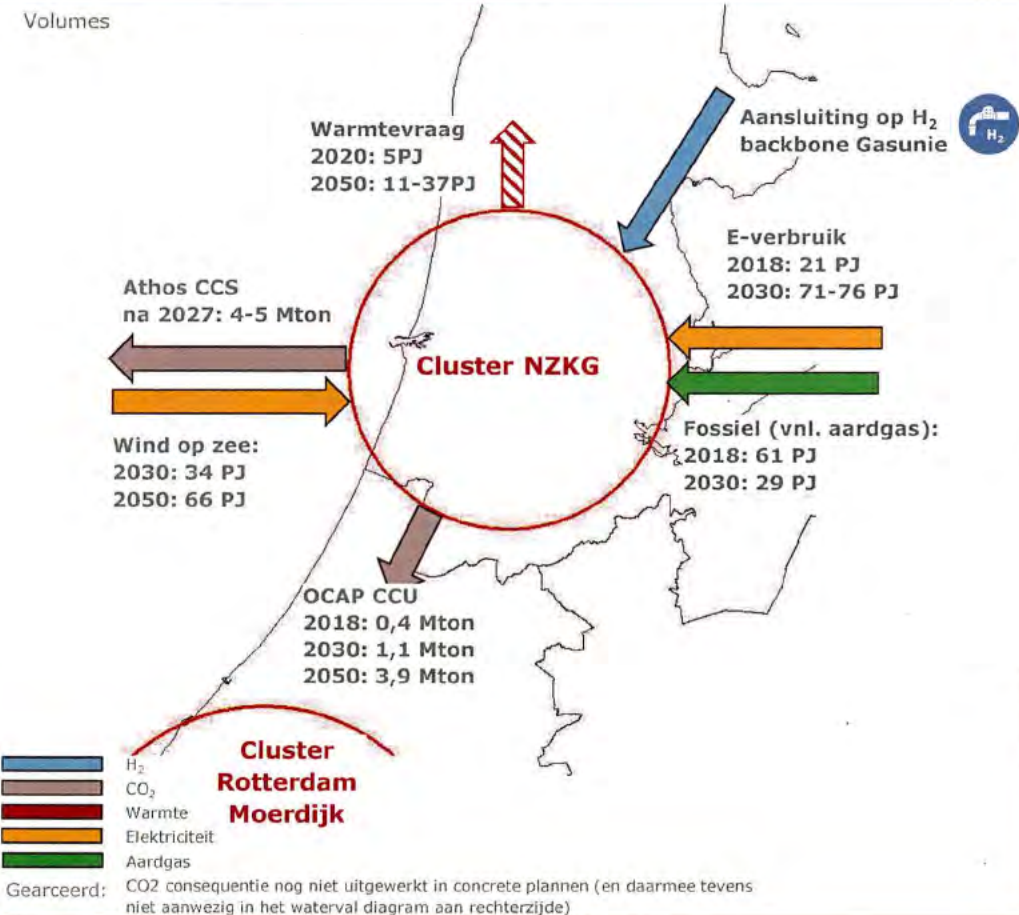 Volumes
Warmtevraag
2020: 5PJ
2050: 11-37PJ
Aansluiting op H₂
backbone Gasunie
H₂
E-verbruik
2018: 21 PJ
2030: 71-76 PJ
Athos CCS
na 2027: 4-5 Mton
Cluster NZKG
Wind op zee:
2030: 34 PJ
2050: 66 PJ
Fossiel (vnl. aardgas):
2018: 61 PJ
2030: 29 PJ
OCAP CCU
2018: 0,4 Mton
2030: 1,1 Mton
2050: 3,9 Mton
Cluster
Rotterdam
Moerdijk
H₂
CO₂
Warmte
Elektriciteit
Aardgas
Gearceerd: CO2 consequentie nog niet uitgewerkt in concrete plannen (en daarmee tevens
niet aanwezig in het waterval diagram aan rechterzijde)